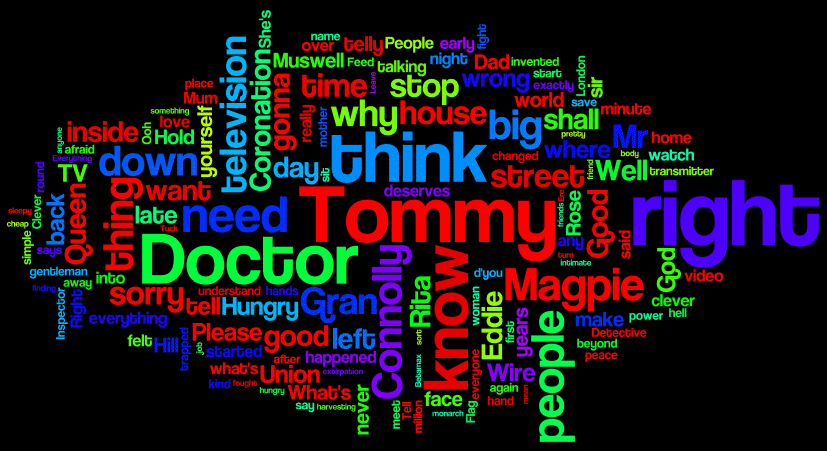 Tommy
right
think
Doctor
know
Magpie
people
Connolly
need
Gran
thing
big
down
television
Coronation
why
house
stop
time
gonna
day
street
Mr
where
Well
shall
wrong
world
Good
God
Rose
Queen
inside
want
late
back
TV
sorry
tell
Hungry
Please
good
left
Union
What's
what's
happened
never
face
Rita
Eddie
Wire
years
make
clever
video
said
any
deserves
Hold
yourself
love
Mum
Ooh
place
something
anyone
afraid
Everything
round
Clever
sleepy
cheap
simple
says
gentleman
away
into
finding
Inspector
Right
everything
felt
Hill
trapped
started
understand
hands
job
kind
fought
after
hungry
extirpation
say
harvesting
Tuck
She's
over
name
telly
Muswell
Feed
talking
People
night
early
Leave
fight
Dad
invented
start
exactly
London
save
sir
minute
home
pretty
watch
transmitter
body
friend
changed
really
mother
sit
friends
Ere
turn
intimate
d'you
woman
first
power
hell
Detective
beyond
peace
again
hand
everyone
Betamax
meet
Tell
million
monarch
Flag